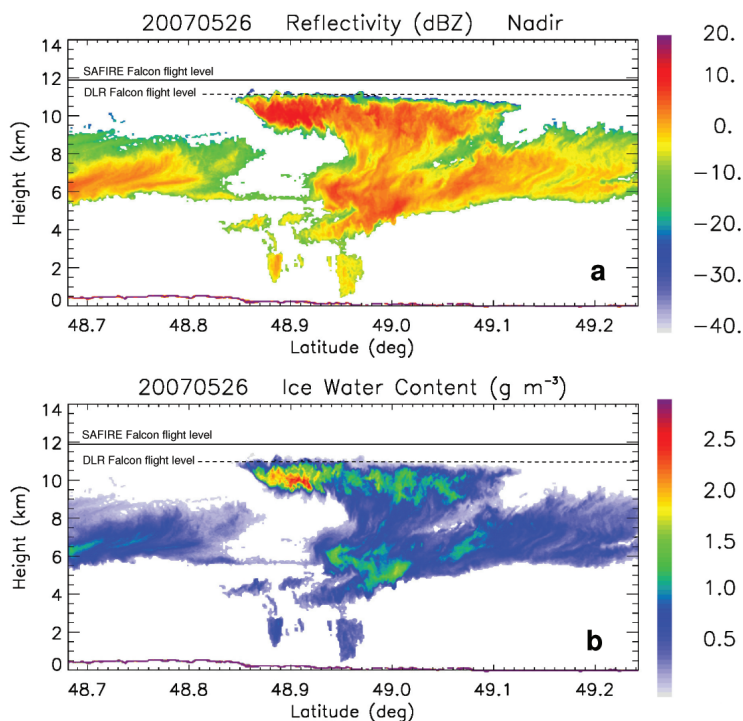 20070526 Reflectivity (dBZ) Nadir
14
12
10
8
6
4
2
0
Height (km)
SAFIRE Falcon flight level
DLR Falcon flight level
a
48.7 48.8 48.9 49.0 49.1 49.2
Latitude (deg)
20.
10.
0.
-10.
-20.
-30.
-40.
20070526 Ice Water Content (g m⁻³)
14
12
10
8
6
4
2
0
Height (km)
SAFIRE Falcon flight level
DLR Falcon flight level
b
48.7 48.8 48.9 49.0 49.1 49.2
Latitude (deg)
2.5
2.0
1.5
1.0
0.5